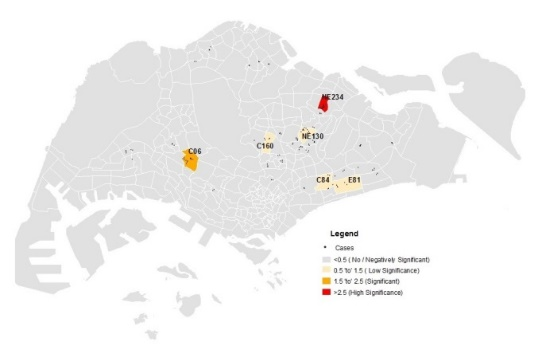 NE234
NE130
C160
C06
C84 E81
Legend
Cases
<0.5 ( No / Negatively Significant)
0.5 'to' 1.5 ( Low Significance)
1.5 'to' 2.5 (Significant)
>2.5 (High Significance)